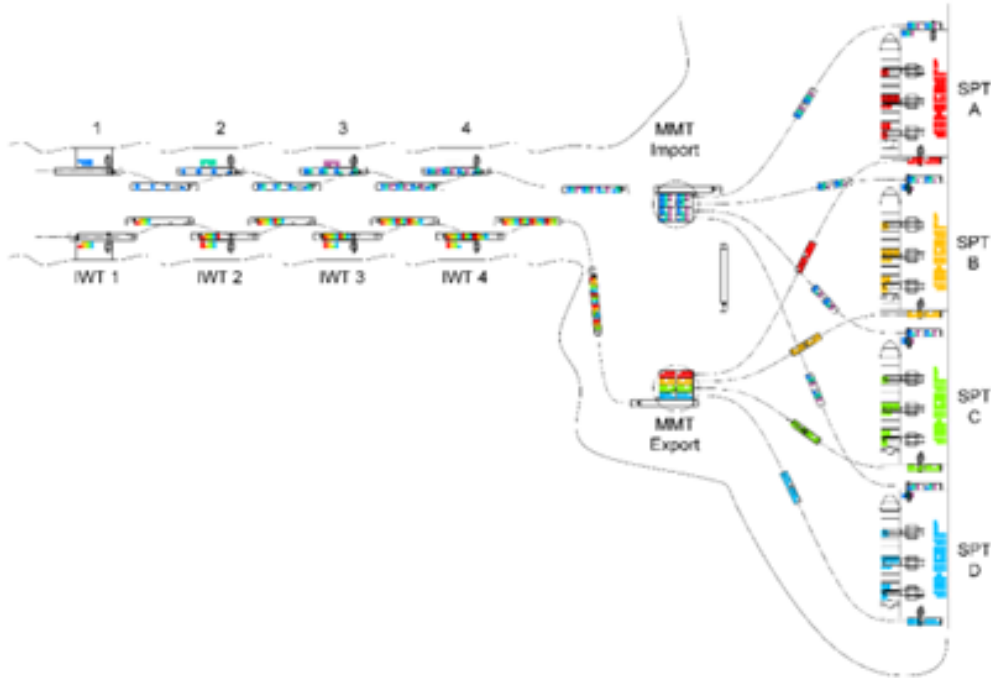 1
2
3
4
MMT
Import
SPT
A
IWT 1
IWT 2
IWT 3
IWT 4
SPT
B
MMT
Export
SPT
C
SPT
D